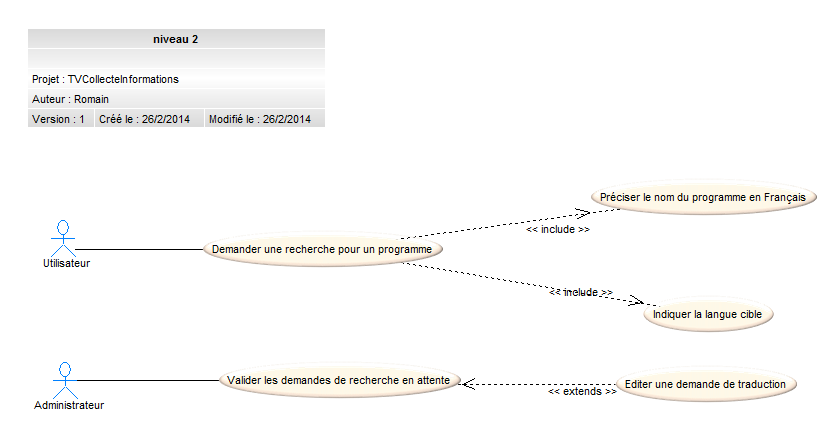 niveau 2
Projet : TVCollecteInformations
Auteur : Romain
Version : 1 Créé le : 26/2/2014 Modifié le : 26/2/2014
Préciser le nom du programme en Français
<< include >>
Utilisateur
Demander une recherche pour un programme
<< include >>
Indiquer la langue cible
Administrateur
Valider les demandes de recherche en attente
<< extends >>
Editer une demande de traduction